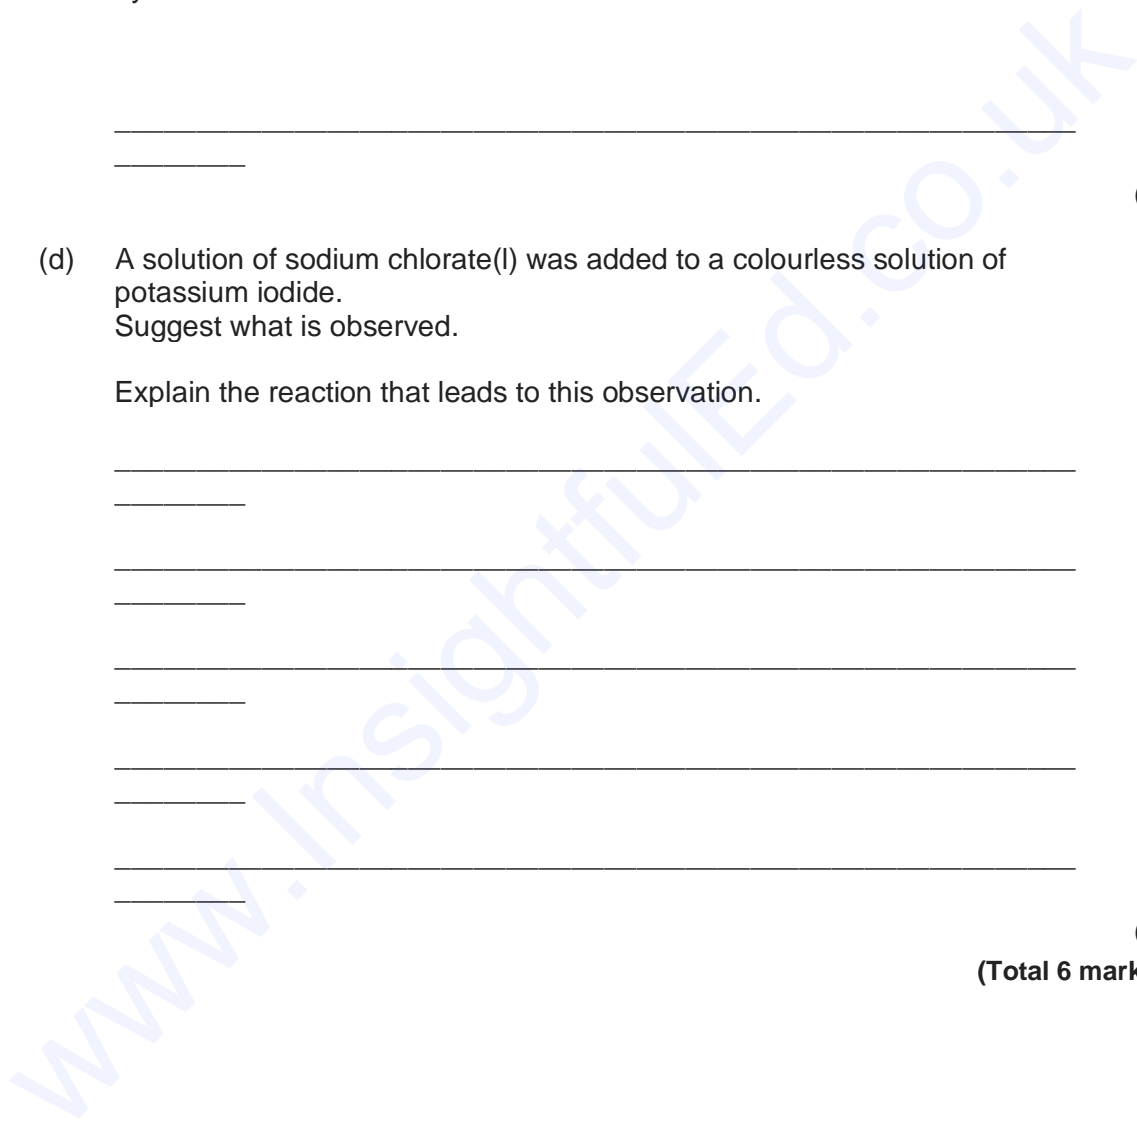 (d) A solution of sodium chlorate(l) was added to a colourless solution of
potassium iodide.
Suggest what is observed.
Explain the reaction that leads to this observation.
(Total 6 mark
www.InsightfulEd.co.uk